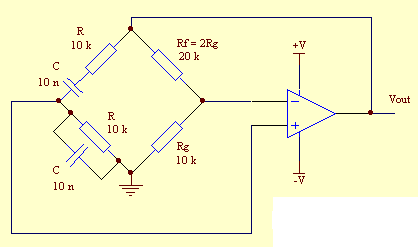 R
10 k
Rf = 2Rg
20 k
+V
C
10 n
Vout
R
10 k
Rg
10 k
C
10 n
-V